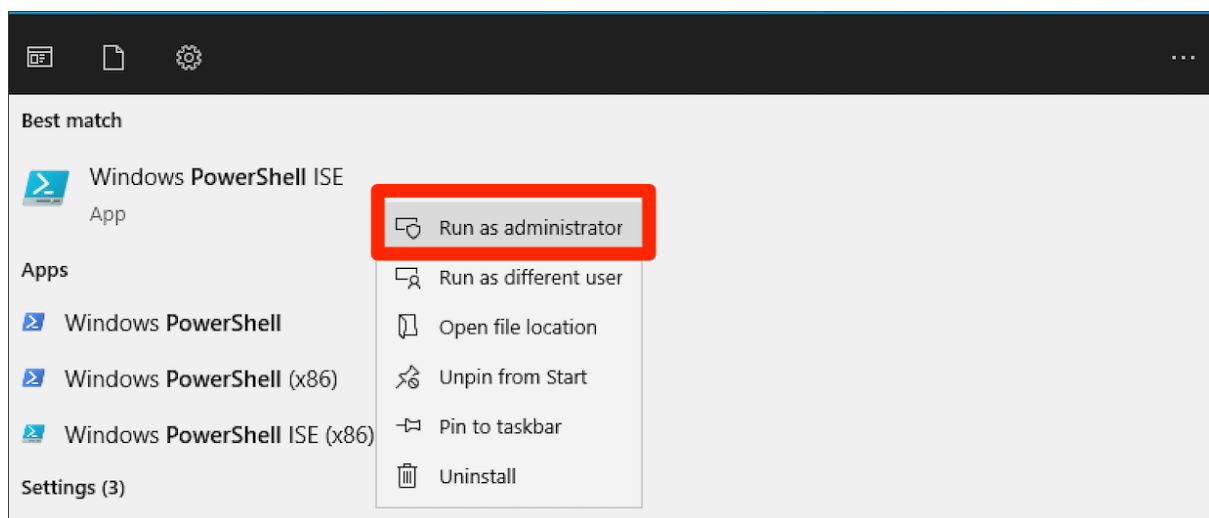 Best match
Windows PowerShell ISE
App
Run as administrator
Apps
Run as different user
Windows PowerShell
Open file location
Windows PowerShell (x86)
Unpin from Start
Windows PowerShell ISE (x86)
Pin to taskbar
Settings (3)
Uninstall